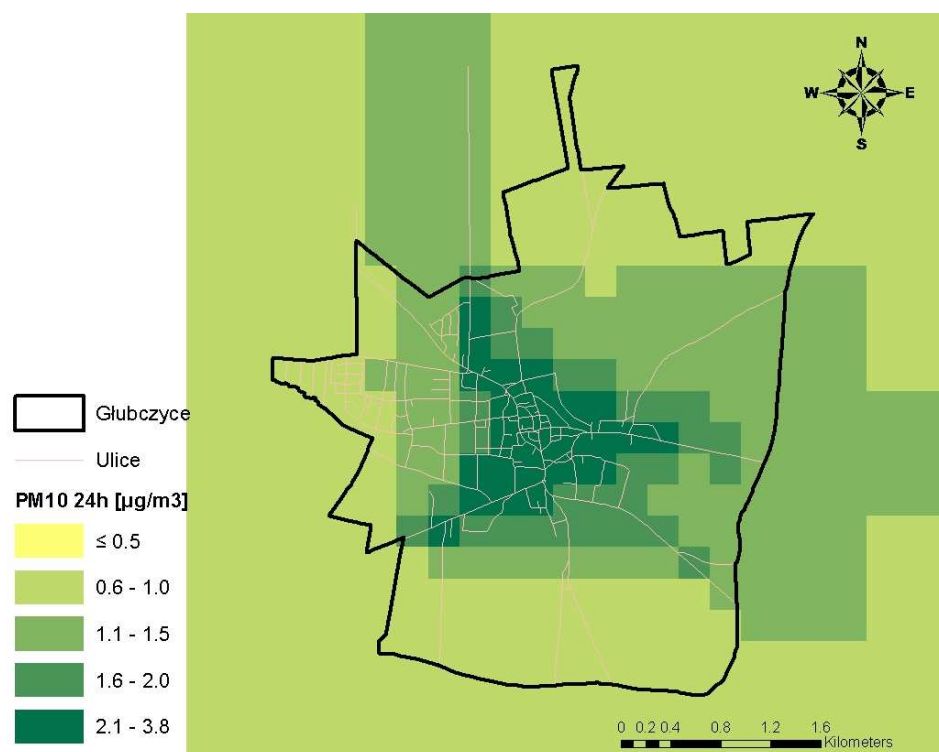 N
W E
S
Głubczyce
Ulice
PM10 24h [µg/m3]
≤ 0.5
0.6 - 1.0
1.1 - 1.5
1.6 - 2.0
2.1 - 3.8
0 0.2 0.4 0.8 1.2 1.6
Kilometers